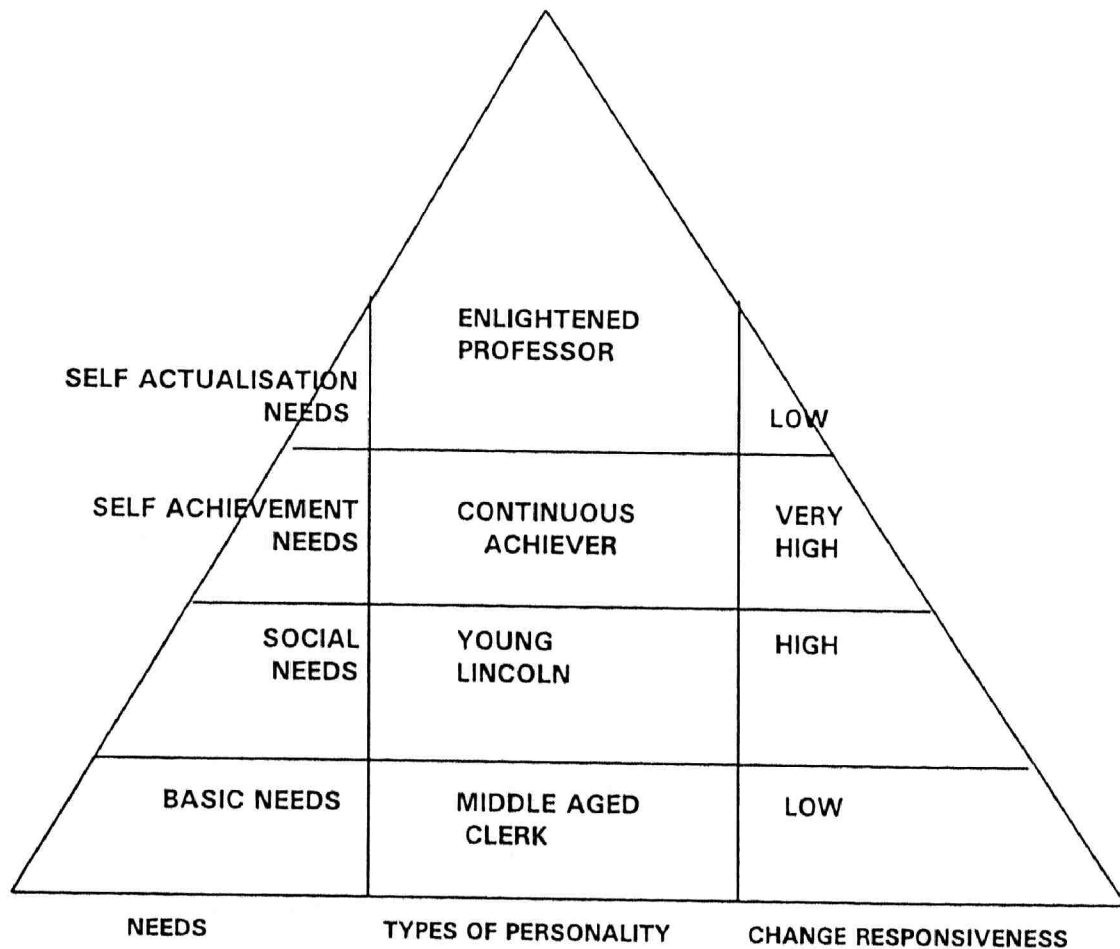 ENLIGHTENED
PROFESSOR
SELF ACTUALISATION
NEEDS
LOW
SELF ACHIEVEMENT
NEEDS
CONTINUOUS
ACHIEVER
VERY
HIGH
SOCIAL
NEEDS
YOUNG
LINCOLN
HIGH
BASIC NEEDS
MIDDLE AGED
CLERK
LOW
NEEDS
TYPES OF PERSONALITY
CHANGE RESPONSIVENESS